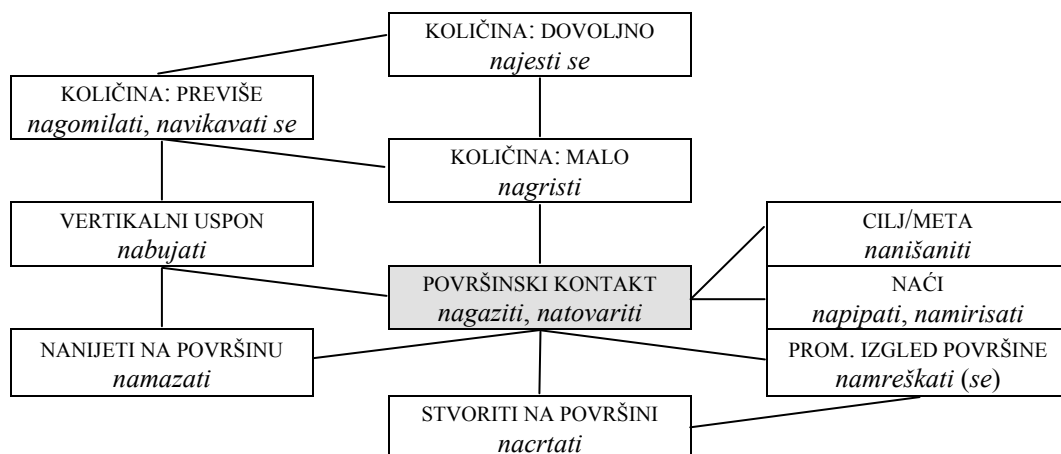 KOLIČINA: DOVOLJNO
najesti se
KOLIČINA: PREVIŠE
nagomilati, navikavati se
KOLIČINA: MALO
nagristi
VERTIKALNI USPON
nabujati
CILJ/META
nanišaniti
POVRŠINSKI KONTAKT
nagaziti, natovariti
NAĆI
napipati, namirisati
NANIJETI NA POVRŠINU
namazati
PROM. IZGLED POVRŠINE
namreškati (se)
STVORITI NA POVRŠINI
nacrtati